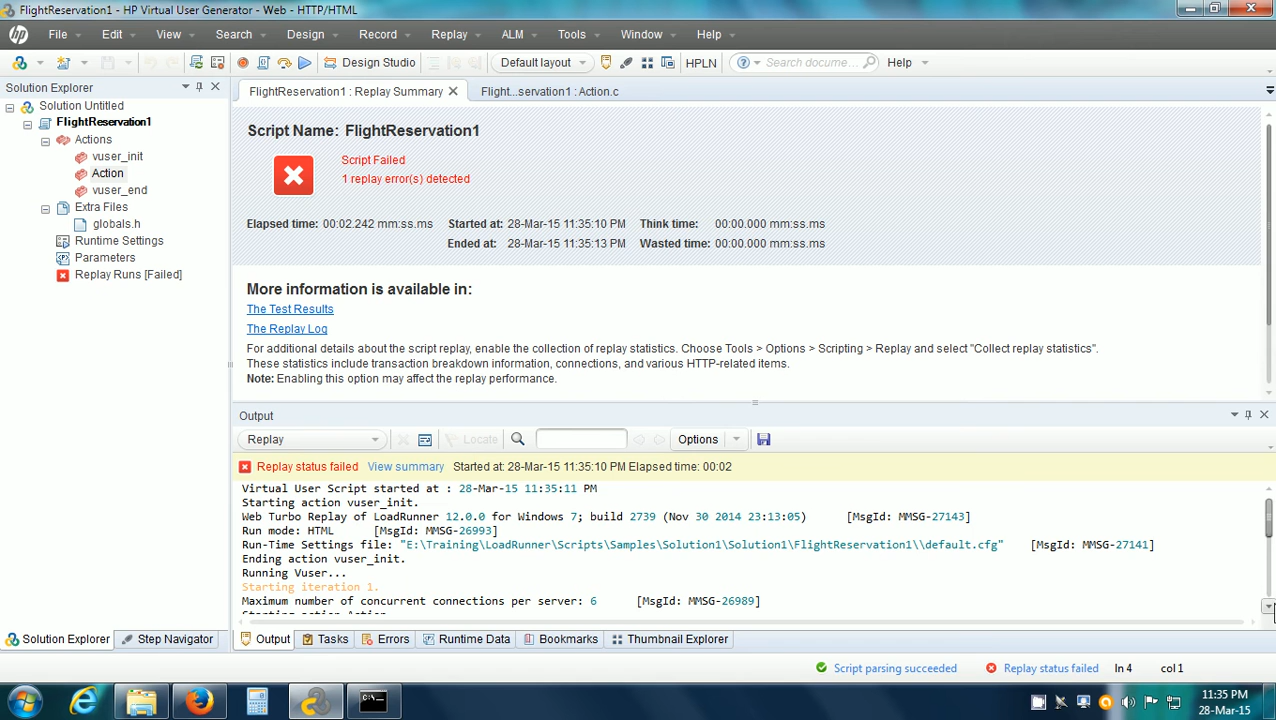 FlightReservation1 - HP Virtual User Generator - Web - HTTP/HTML
hp File Edit View Search Design Record Replay ALM Tools Window Help
Design Studio Default layout HPLN Search docume... Help
Solution Explorer
FlightReservation1 : Replay Summary Flight...servation1 : Action.c
Solution Untitled
FlightReservation1
Actions
vuser_init
Action
vuser_end
Extra Files
globals.h
Runtime Settings
Parameters
Replay Runs [Failed]
Script Name: FlightReservation1
Script Failed
1 replay error(s) detected
Elapsed time: 00:02.242 mm:ss.ms Started at: 28-Mar-15 11:35:10 PM Think time: 00:00.000 mm:ss.ms
Ended at: 28-Mar-15 11:35:13 PM Wasted time: 00:00.000 mm:ss.ms
More information is available in:
The Test Results
The Replay Log
For additional details about the script replay, enable the collection of replay statistics. Choose Tools > Options > Scripting > Replay and select "Collect replay statistics".
These statistics include transaction breakdown information, connections, and various HTTP-related items.
Note: Enabling this option may affect the replay performance.
Output
Replay Locate Options
Replay status failed View summary Started at: 28-Mar-15 11:35:10 PM Elapsed time: 00:02
Virtual User Script started at : 28-Mar-15 11:35:11 PM
Starting action vuser_init.
Web Turbo Replay of LoadRunner 12.0.0 for Windows 7; build 2739 (Nov 30 2014 23:13:05) [MsgId: MMSG-27143]
Run mode: HTML [MsgId: MMSG-26993]
Run-Time Settings file: "E:\Training\LoadRunner\Scripts\Samples\Solution1\Solution1\FlightReservation1\\default.cfg" [MsgId: MMSG-27141]
Ending action vuser_init.
Running Vuser...
Starting iteration 1.
Maximum number of concurrent connections per server: 6 [MsgId: MMSG-26989]
Starting action Action.
Solution Explorer Step Navigator Output Tasks Errors Runtime Data Bookmarks Thumbnail Explorer
Script parsing succeeded Replay status failed ln 4 col 1
11:35 PM
28-Mar-15